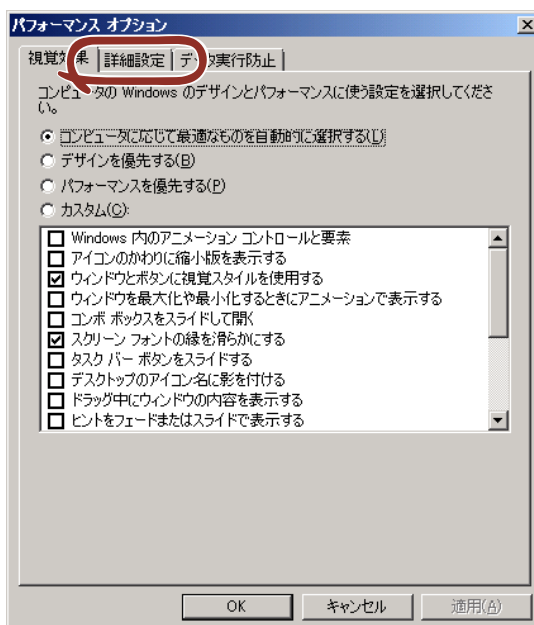 パフォーマンス オプション
視覚効果 詳細設定 データ実行防止
コンピュータの Windows のデザインとパフォーマンスに使う設定を選択してくださ
い。
コンピュータに応じて最適なものを自動的に選択する(L)
デザインを優先する(B)
パフォーマンスを優先する(P)
カスタム(C):
Windows 内のアニメーション コントロールと要素
アイコンのかわりに縮小版を表示する
ウィンドウとボタンに視覚スタイルを使用する
ウィンドウを最大化や最小化するときにアニメーションで表示する
コンボ ボックスをスライドして開く
スクリーン フォントの縁を滑らかにする
タスク バー ボタンをスライドする
デスクトップのアイコン名に影を付ける
ドラッグ中にウィンドウの内容を表示する
ヒントをフェードまたはスライドで表示する
OK キャンセル 適用(A)